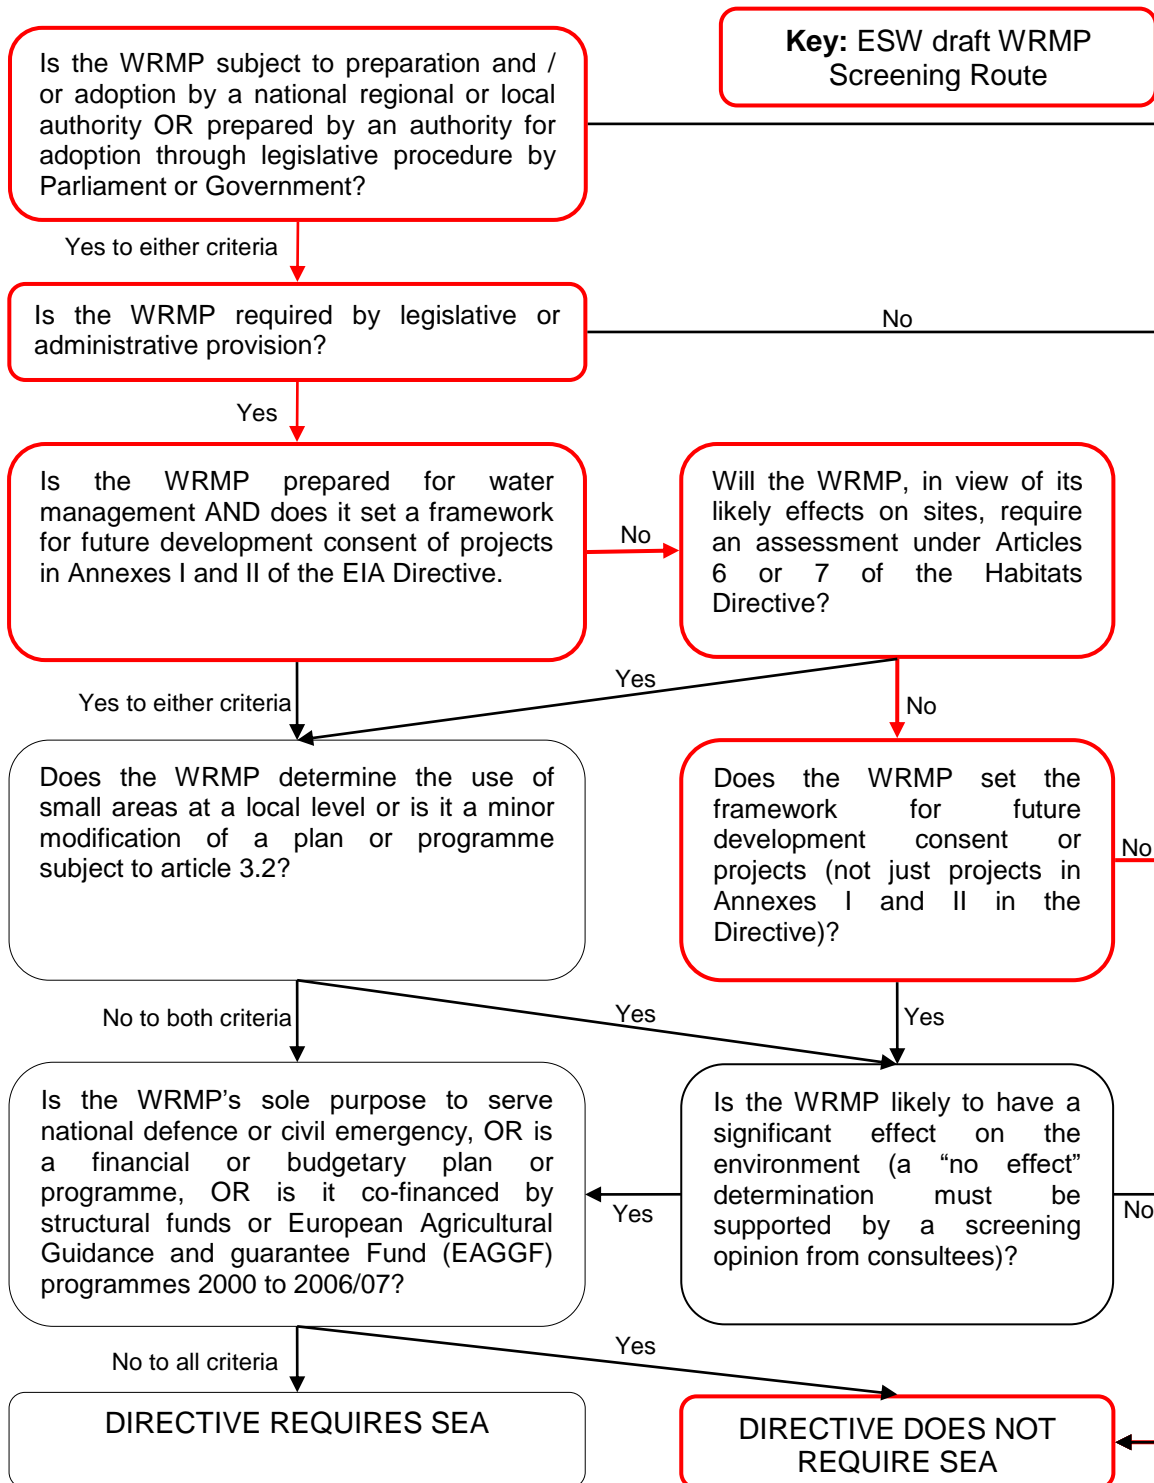 Key: ESW draft WRMP
Screening Route
Is the WRMP subject to preparation and /
or adoption by a national regional or local
authority OR prepared by an authority for
adoption through legislative procedure by
Parliament or Government?
Yes to either criteria
Is the WRMP required by legislative or
administrative provision?
No
Yes
Is the WRMP prepared for water
management AND does it set a framework
for future development consent of projects
in Annexes I and II of the EIA Directive.
No
Will the WRMP, in view of its
likely effects on sites, require
an assessment under Articles
6 or 7 of the Habitats
Directive?
Yes to either criteria
Yes
No
Does the WRMP determine the use of
small areas at a local level or is it a minor
modification of a plan or programme
subject to article 3.2?
Does the WRMP set the
framework for future
development consent or
projects (not just projects in
Annexes I and II in the
Directive)?
No
No to both criteria
Yes
Yes
Is the WRMP's sole purpose to serve
national defence or civil emergency, OR is
a financial or budgetary plan or
programme, OR is it co-financed by
structural funds or European Agricultural
Guidance and guarantee Fund (EAGGF)
programmes 2000 to 2006/07?
Yes
Is the WRMP likely to have a
significant effect on the
environment (a “no effect”
determination must be
supported by a screening
opinion from consultees)?
No
No to all criteria
Yes
DIRECTIVE REQUIRES SEA
DIRECTIVE DOES NOT
REQUIRE SEA